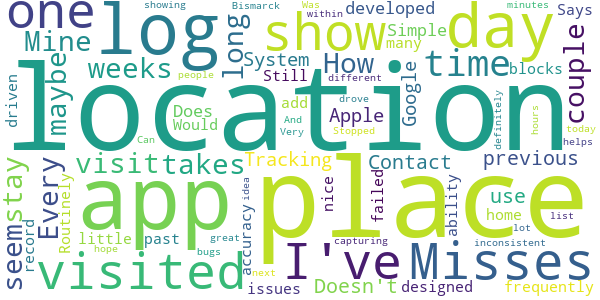 one
log
show
day
location
Mine
maybe
weeks
long
System
Simple
How
developed
Says
showing
Bismarck
Was
within
minutes
many
time
blocks
couple
driven
people
Still
different
drove
Google
Does
Would
add
And
Very
Apple
Can
Stopped
definitely
hours
today
helps
seem
stay
Every
Routinely
visit
takes
Tracking
Contact
previous
app
place
nice
failed
ability
use
home
list
record
little
past
accuracy
idea
hope
great
bugs
visited
issues
next
I've
capturing
Doesn't
designed
Misses
inconsistent
lot
frequently